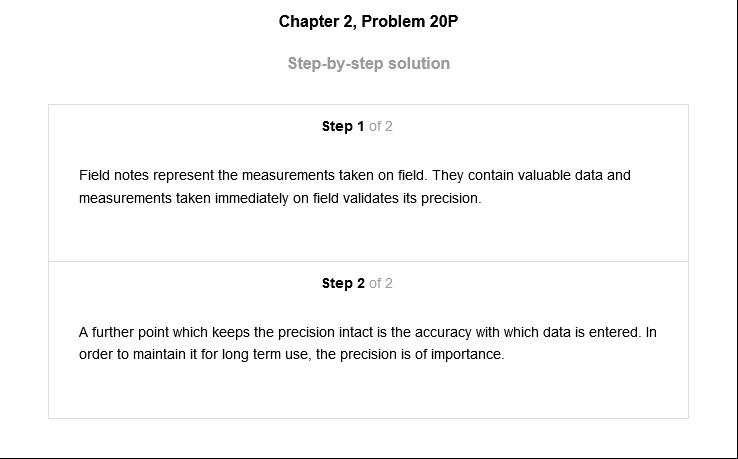 Chapter 2, Problem 20P
Step-by-step solution
Step 1 of 2
Field notes represent the measurements taken on field. They contain valuable data and
measurements taken immediately on field validates its precision.
Step 2 of 2
A further point which keeps the precision intact is the accuracy with which data is entered. In
order to maintain it for long term use, the precision is of importance.